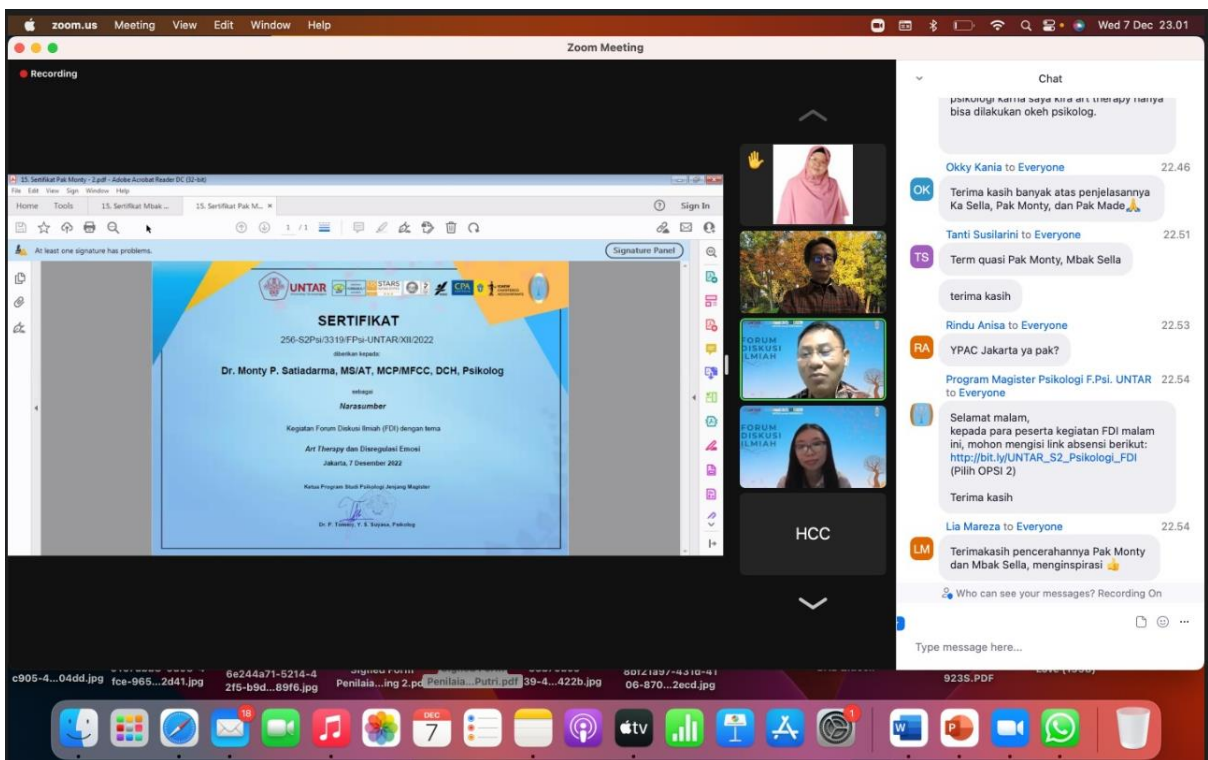 zoom.us Meeting View Edit Window Help
Wed 7 Dec 23.01
Zoom Meeting
Recording
15. Sertifikat Pak Monty - 2.pdf - Adobe Acrobat Reader DC (32-bit)
File Edit View Sign Window Help
Home Tools 15. Sertifikat Mbak ... 15. Sertifikat Pak M... × Sign In
1 / 1
At least one signature has problems.
Signature Panel
UNTAR
STARS
CPA
SERTIFIKAT
256-S2Psi/3319/FPsi-UNTAR/XII/2022
diberikan kepada:
Dr. Monty P. Satiadarma, MS/AT, MCP/MFCC, DCH, Psikolog
sebagai
Narasumber
Kegiatan Forum Diskusi Ilmiah (FDI) dengan tema
Art Therapy dan Disregulasi Emosi
Jakarta, 7 Desember 2022
Ketua Program Studi Psikologi Jenjang Magister
Dr. P. Tommy, Y. S. Suyasa, Psikolog
FORUM
DISKUSI
ILMIAH
FORUM
DISKUSI
ILMIAH
HCC
Chat
psikologi karna saya kira art therapy hanya
bisa dilakukan okeh psikolog.
Okky Kania to Everyone 22.46
OK
Terima kasih banyak atas penjelasannya
Ka Sella, Pak Monty, dan Pak Made🙏
Tanti Susilarini to Everyone 22.51
TS
Term quasi Pak Monty, Mbak Sella
terima kasih
Rindu Anisa to Everyone 22.53
RA
YPAC Jakarta ya pak?
Program Magister Psikologi F.Psi. UNTAR 22.54
to Everyone
Selamat malam,
kepada para peserta kegiatan FDI malam
ini, mohon mengisi link absensi berikut:
http://bit.ly/UNTAR_S2_Psikologi_FDI
(Pilih OPSI 2)
Terima kasih
Lia Mareza to Everyone 22.54
LM
Terimakasih pencerahannya Pak Monty
dan Mbak Sella, menginspirasi 👍
Who can see your messages? Recording On
Type message here...
c905-4...04dd.jpg
fce-965...2d41.jpg
6e244a71-5214-4
2f5-b9d...89f6.jpg
Signed Form
Penilaia...ing 2.pd
Penilaia...Putri.pdf
39-4...422b.jpg
8bf21a97-4316-41
06-870...2ecd.jpg
923S.PDF
18
DEC
7
tv
1
W
P